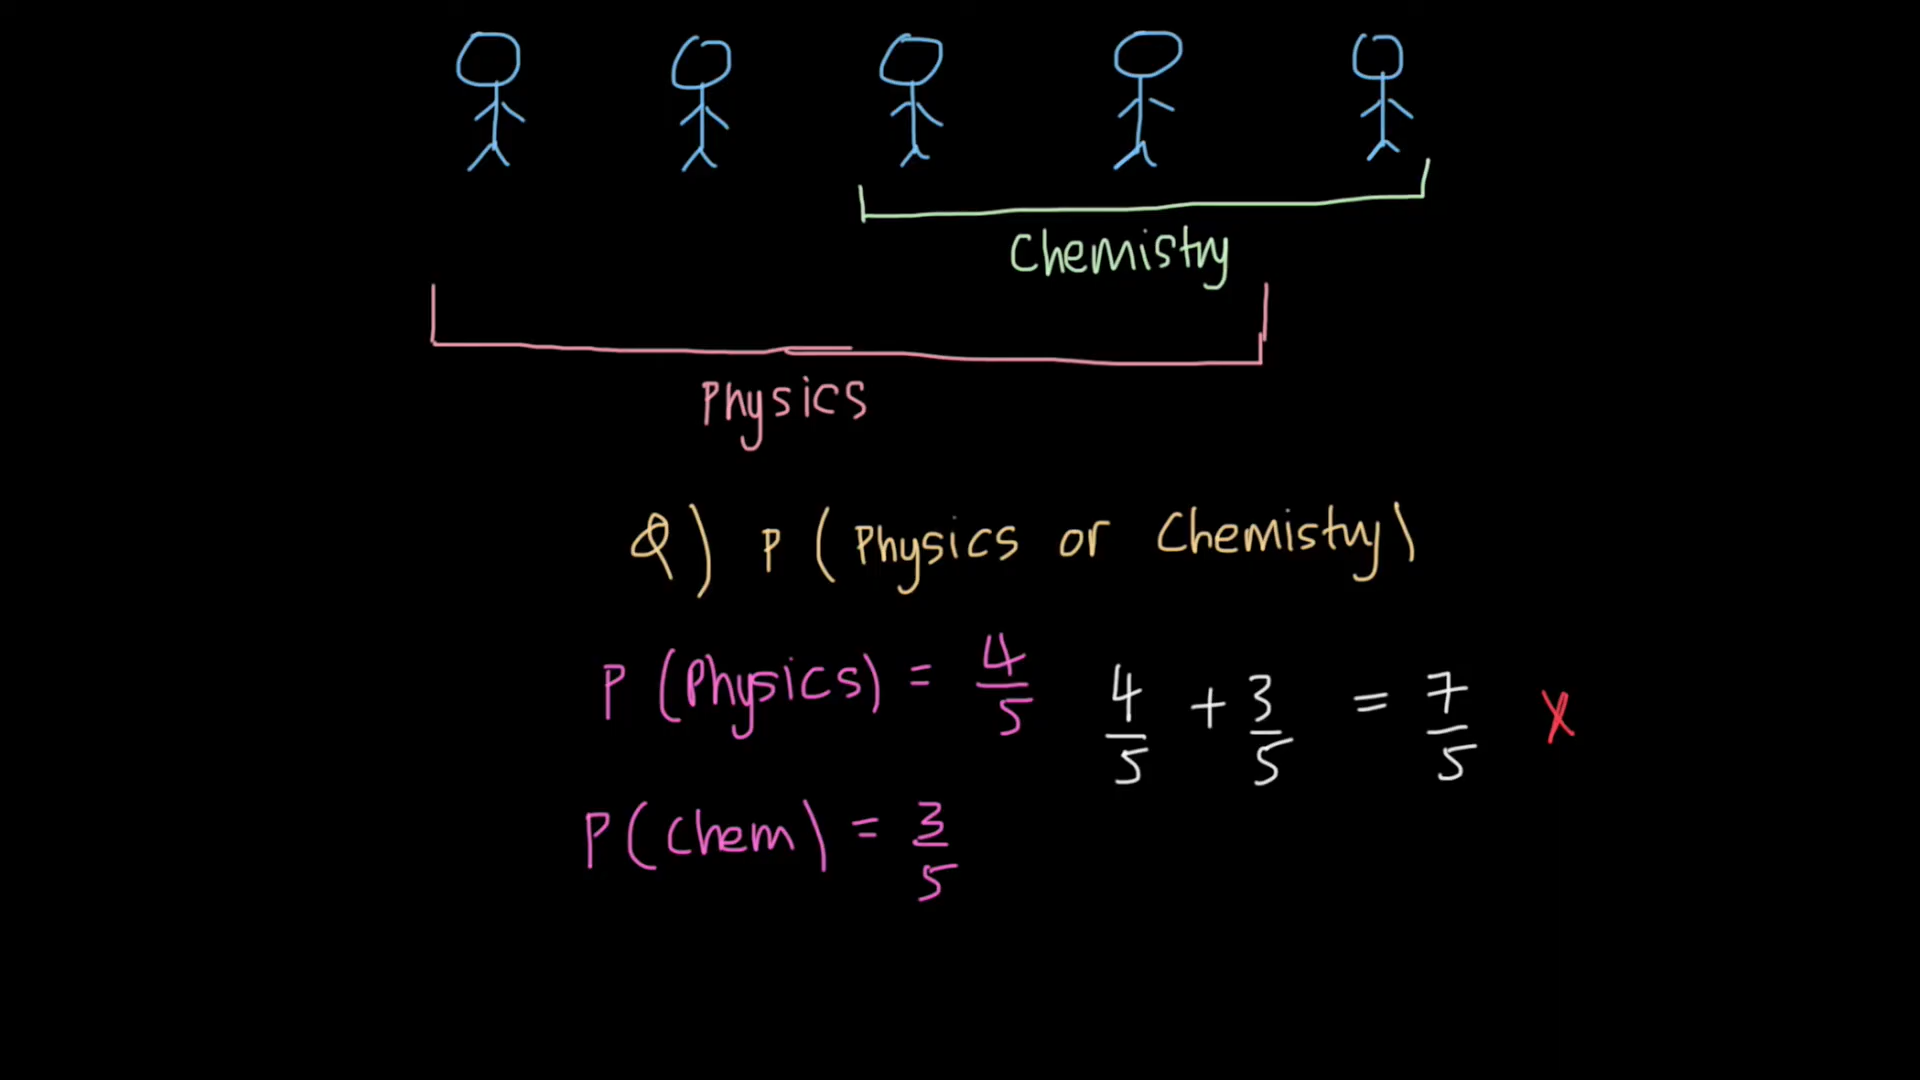 Chemistry
Physics
Q) P (Physics or Chemistry)
P (Physics) = 4/5
4/5 + 3/5 = 7/5 X
P (Chem) = 3/5